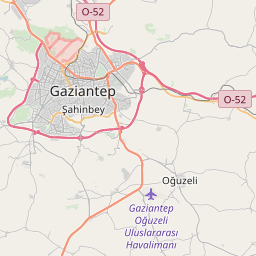 O-52
Gaziantep
Şahinbey
O-52
Oğuzeli
Gaziantep
Oğuzeli
Uluslararası
Havalimanı